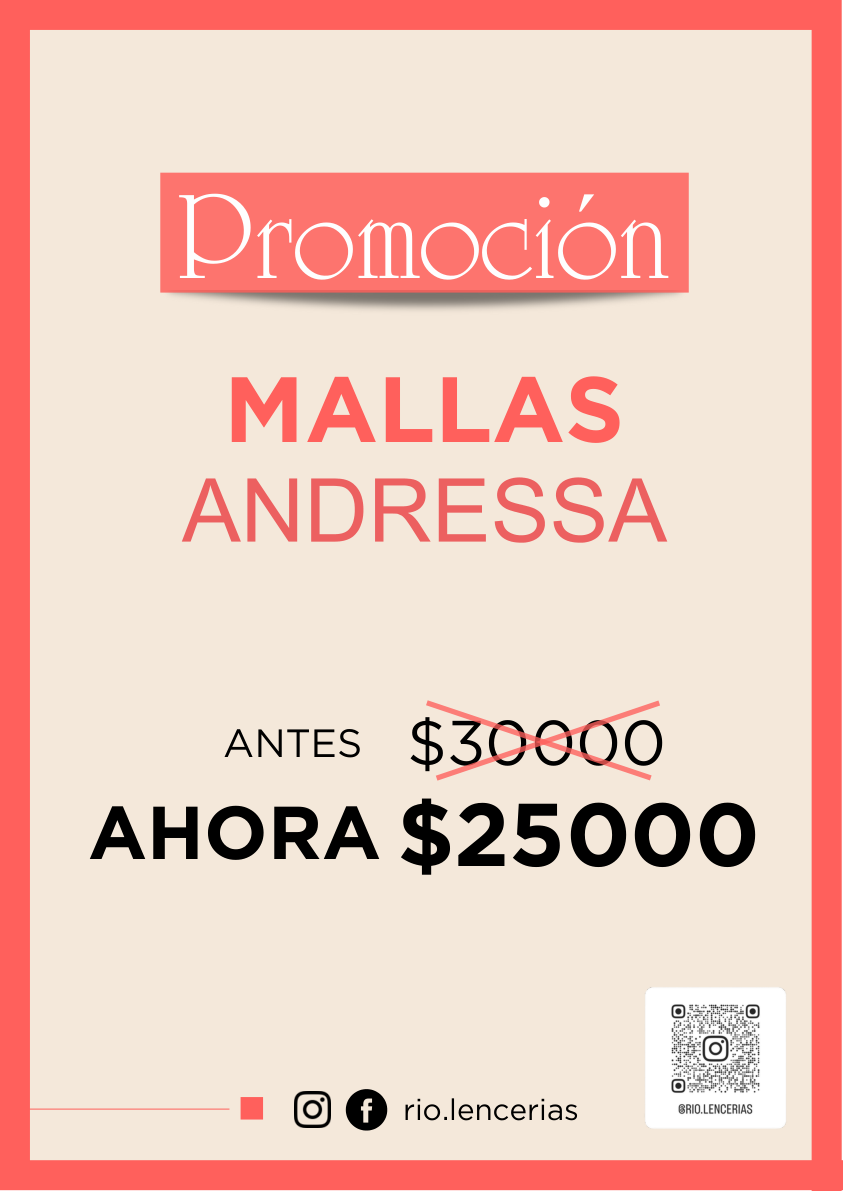 Promoción
MALLAS
ANDRESSA
ANTES $30000
AHORA $25000
rio.lencerias
@RIO.LENCERIAS